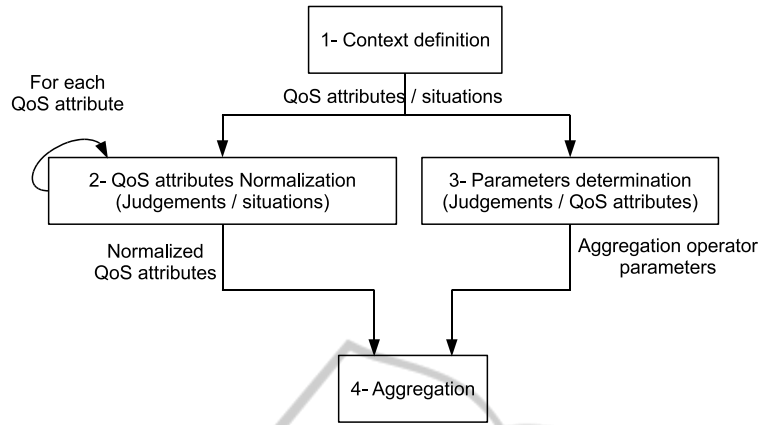 1- Context definition
For each
QoS attribute
QoS attributes / situations
2- QoS attributes Normalization
(Judgements / situations)
3- Parameters determination
(Judgements / QoS attributes)
Normalized
QoS attributes
Aggregation operator
parameters
4- Aggregation